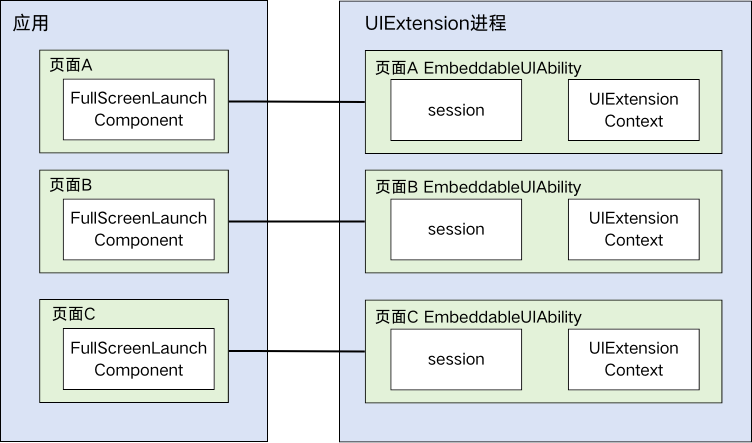 应用
页面A
FullScreenLaunch
Component
页面B
FullScreenLaunch
Component
页面C
FullScreenLaunch
Component
UIExtension进程
页面A EmbeddableUIAbility
session
UIExtension
Context
页面B EmbeddableUIAbility
session
UIExtension
Context
页面C EmbeddableUIAbility
session
UIExtension
Context